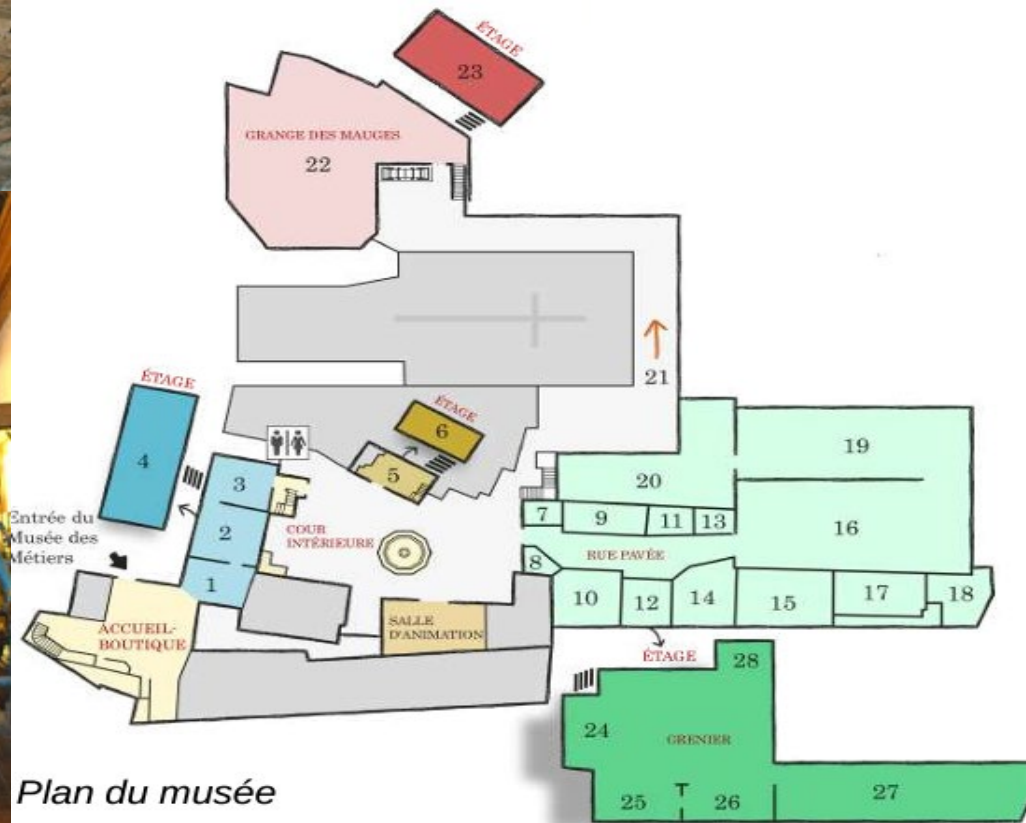 ÉTAGE
23
GRANGE DES MAUGES
22
21
ÉTAGE
4
ÉTAGE
6
5
3
2
1
Entrée du
Musée des
Métiers
COUR
INTÉRIEURE
ACCUEIL-
BOUTIQUE
SALLE
D'ANIMATION
19
20
16
7
9
11
13
RUE PAVÉE
8
10
12
14
15
17
18
ÉTAGE
28
24
GRENIER
25
26
27
Plan du musée